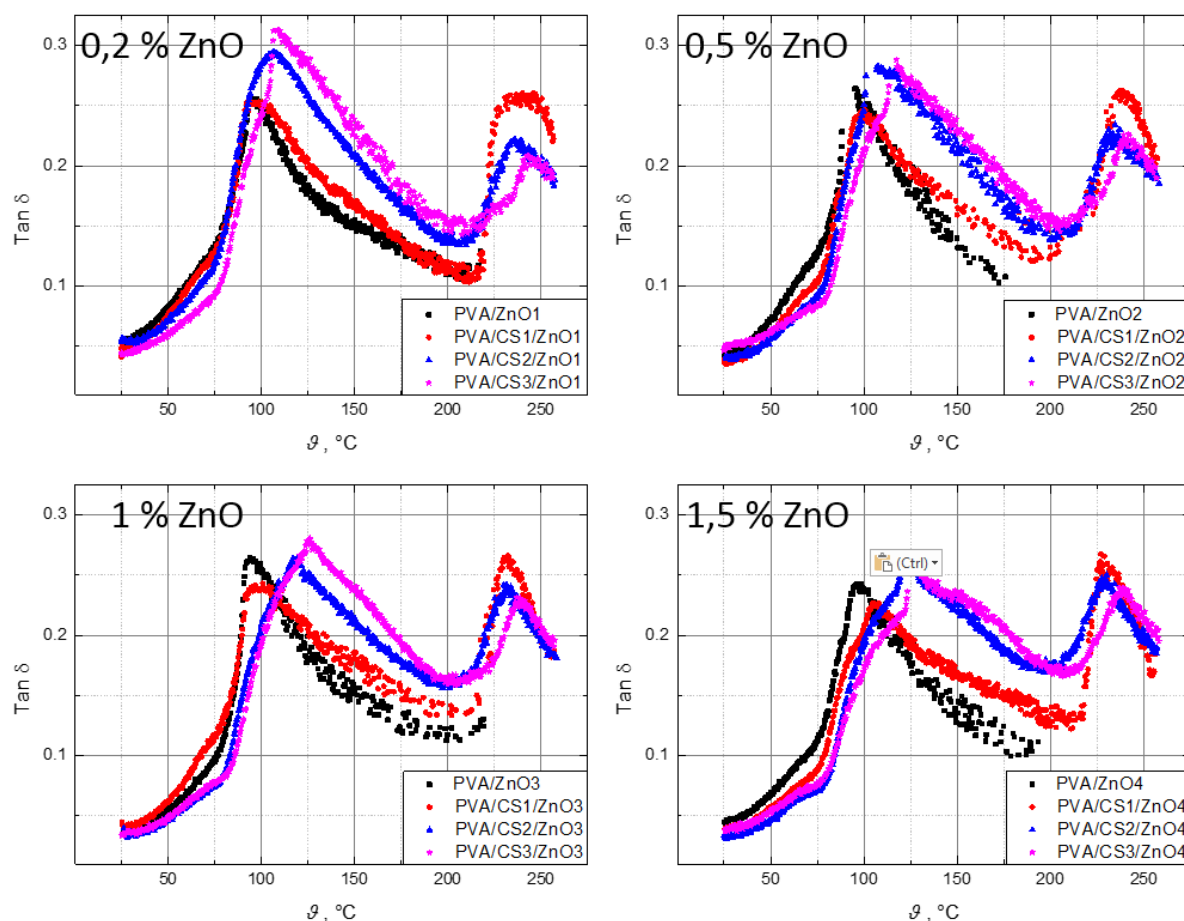 0,2 % ZnO
0.3
0.2
0.1
Tan δ
50 100 150 200 250
ϑ , °C
PVA/ZnO1
PVA/CS1/ZnO1
PVA/CS2/ZnO1
PVA/CS3/ZnO1
0,5 % ZnO
0.3
0.2
0.1
Tan δ
50 100 150 200 250
ϑ , °C
PVA/ZnO2
PVA/CS1/ZnO2
PVA/CS2/ZnO2
PVA/CS3/ZnO2
1 % ZnO
0.3
0.2
0.1
Tan δ
50 100 150 200 250
ϑ , °C
PVA/ZnO3
PVA/CS1/ZnO3
PVA/CS2/ZnO3
PVA/CS3/ZnO3
1,5 % ZnO
(Ctrl)
0.3
0.2
0.1
Tan δ
50 100 150 200 250
ϑ , °C
PVA/ZnO4
PVA/CS1/ZnO4
PVA/CS2/ZnO4
PVA/CS3/ZnO4